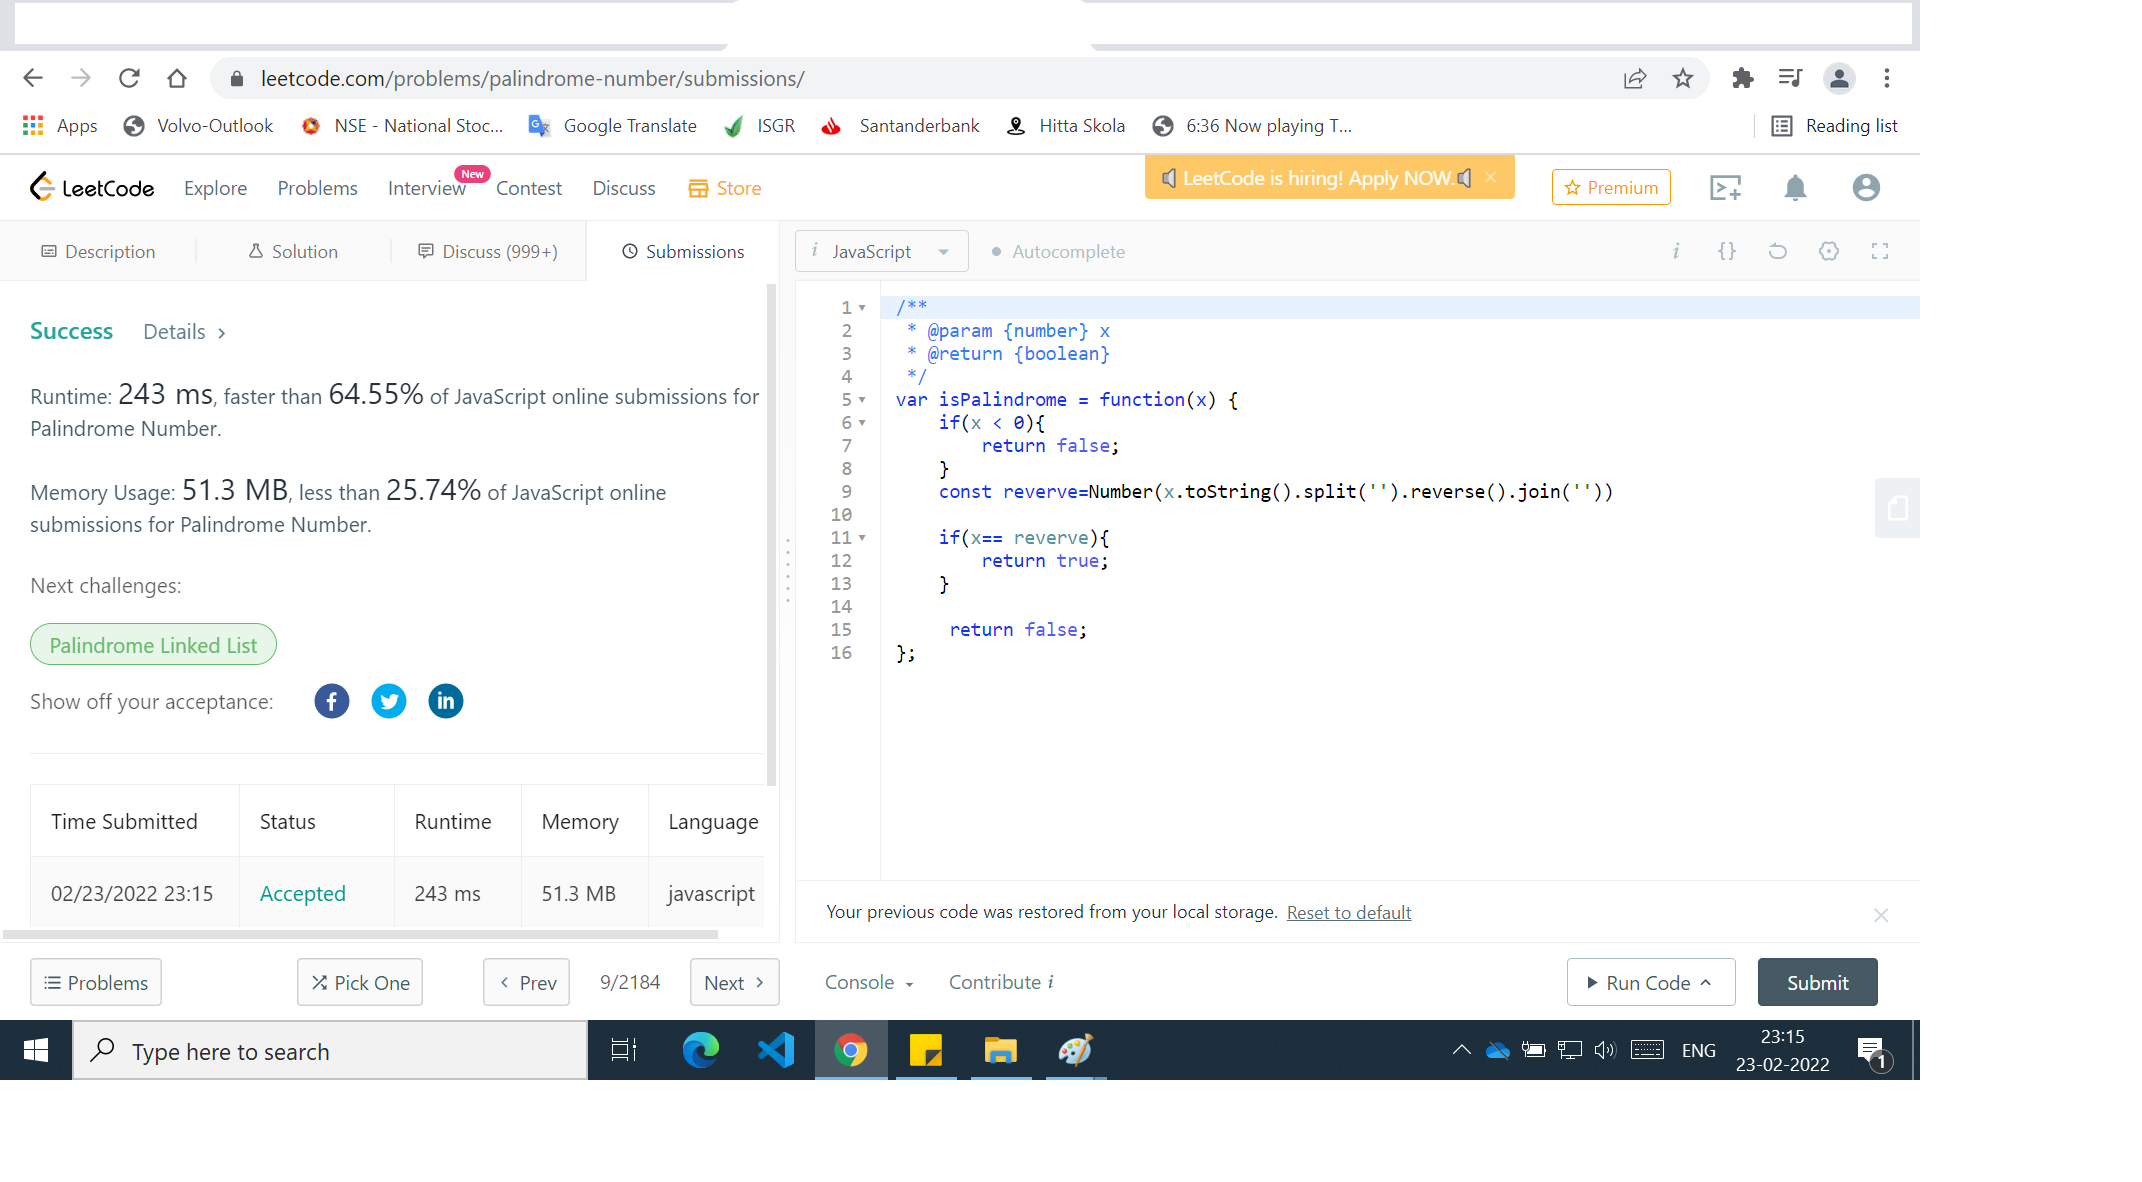 leetcode.com/problems/palindrome-number/submissions/
Apps Volvo-Outlook NSE - National Stoc... Google Translate ISGR Santanderbank Hitta Skola 6:36 Now playing T... Reading list
LeetCode Explore Problems Interview New Contest Discuss Store LeetCode is hiring! Apply NOW. × Premium
Description Solution Discuss (999+) Submissions
i JavaScript Autocomplete i {}
Success Details >
Runtime: 243 ms, faster than 64.55% of JavaScript online submissions for
Palindrome Number.
Memory Usage: 51.3 MB, less than 25.74% of JavaScript online
submissions for Palindrome Number.
Next challenges:
Palindrome Linked List
Show off your acceptance: f in
Time Submitted Status Runtime Memory Language
02/23/2022 23:15 Accepted 243 ms 51.3 MB javascript
1 /**
2  * @param {number} x
3  * @return {boolean}
4  */
5 var isPalindrome = function(x) {
6     if(x < 0){
7         return false;
8     }
9     const reverve=Number(x.toString().split('').reverse().join(''))
10
11     if(x== reverve){
12         return true;
13     }
14
15      return false;
16 };
Your previous code was restored from your local storage. Reset to default
Problems Pick One < Prev 9/2184 Next > Console Contribute i Run Code Submit
Type here to search ENG 23:15
23-02-2022 1